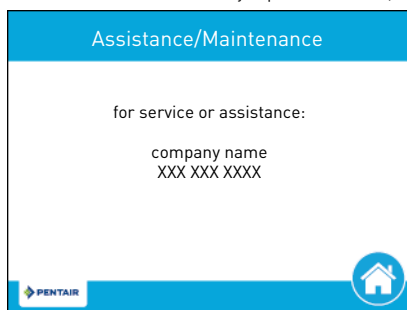 Assistance/Maintenance
for service or assistance:
company name
XXX XXX XXXX
PENTAIR